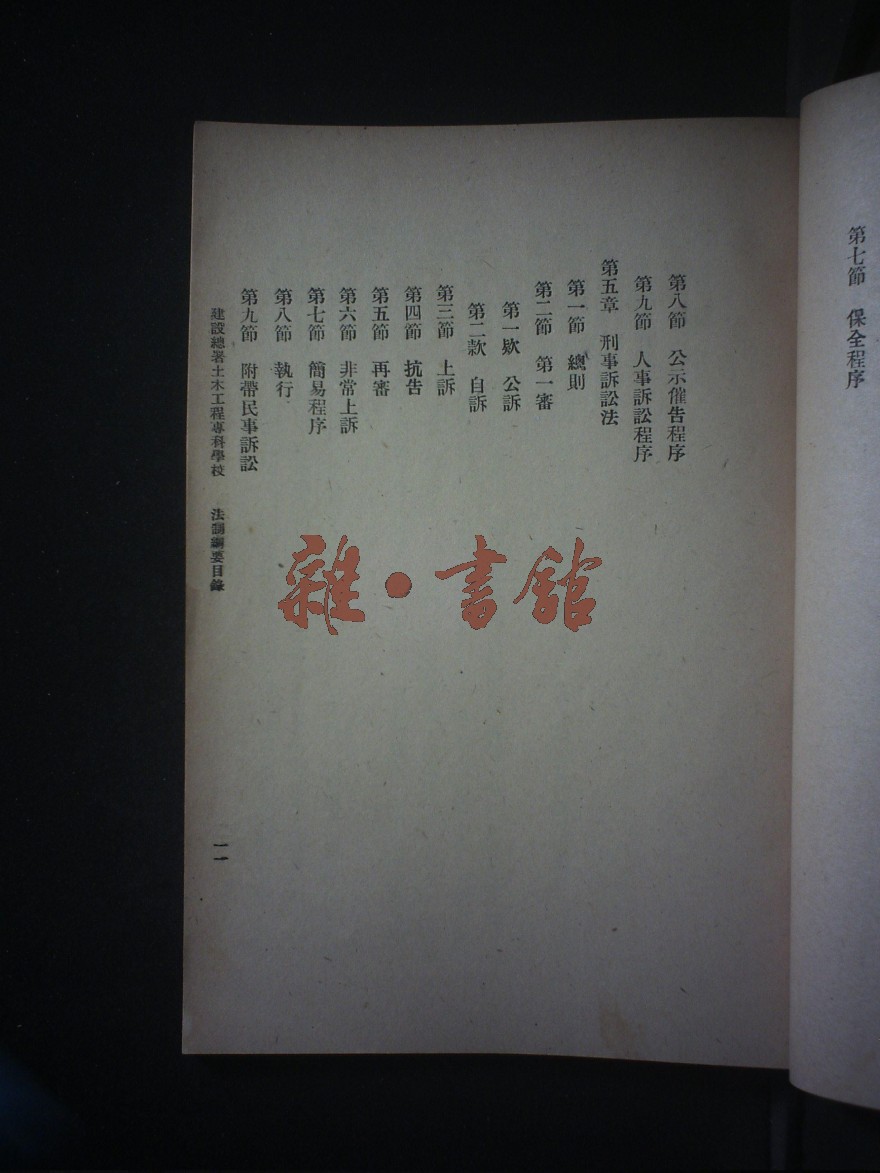 第七節 保全程序
第八節 公示催告程序
第九節 人事訴訟程序
第五章 刑事訴訟法
第一節 總則
第二節 第一審
第一欵 公訴
第二款 自訴
第三節 上訴
第四節 抗告
第五節 再審
第六節 非常上訴
第七節 簡易程序
第八節 執行
第九節 附帶民事訴訟
建設總署土木工程專科學校 法制綱要目錄 一一
雜·書館